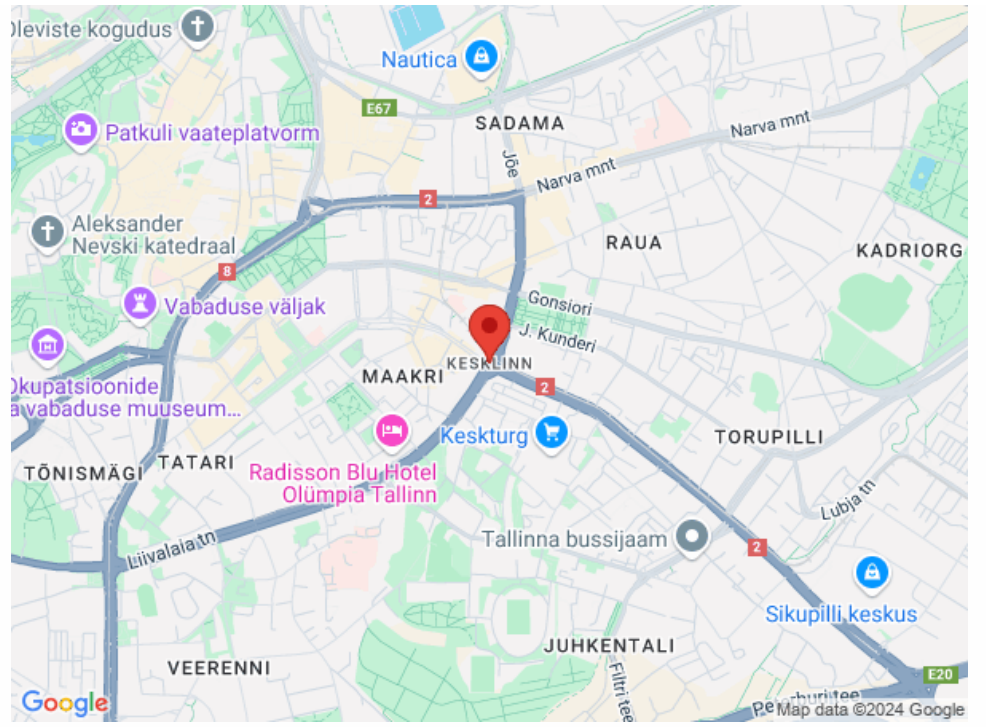 Oleviste kogudus
Nautica
E67
SADAMA
Patkuli vaateplatvorm
Narva mnt
Jõe
Narva mnt
2
Aleksander
Nevski katedraal
RAUA
KADRIORG
8
Vabaduse väljak
Gonsiori
J. Kunderi
KESKLINN
MAAKRI
2
Okupatsioonide
a vabaduse muuseum...
Keskturg
TORUPILLI
TÕNISMÄGI
TATARI
Radisson Blu Hotel
Olümpia Tallinn
Lubja tn
Liivalaia tn
Tallinna bussijaam
2
Sikupilli keskus
JUHKENTALI
VEERENNI
Filtri tee
E20
Peterburi tee
Google
Map data ©2024 Google